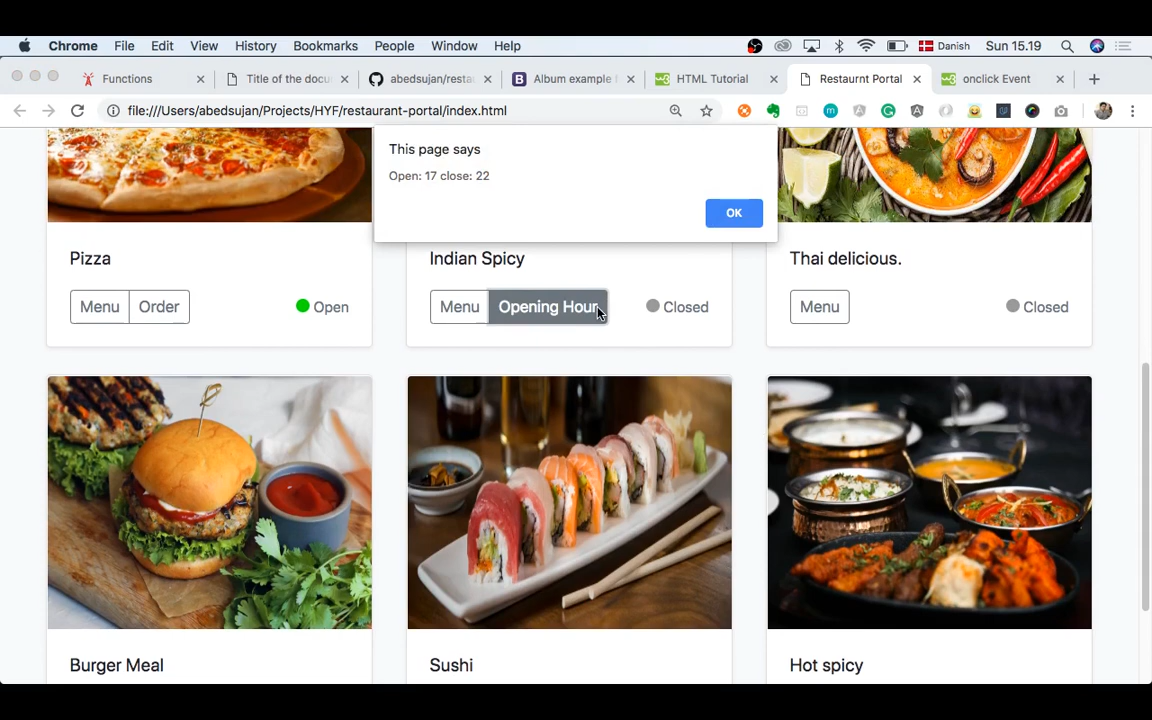 Chrome File Edit View History Bookmarks People Window Help Danish Sun 15.19
Functions Title of the docu abedsujan/resta Album example f HTML Tutorial Restaurnt Portal onclick Event
file:///Users/abedsujan/Projects/HYF/restaurant-portal/index.html
This page says
Open: 17 close: 22
OK
Pizza Indian Spicy Thai delicious.
Menu Order Open Menu Opening Hour Closed Menu Closed
Burger Meal Sushi Hot spicy